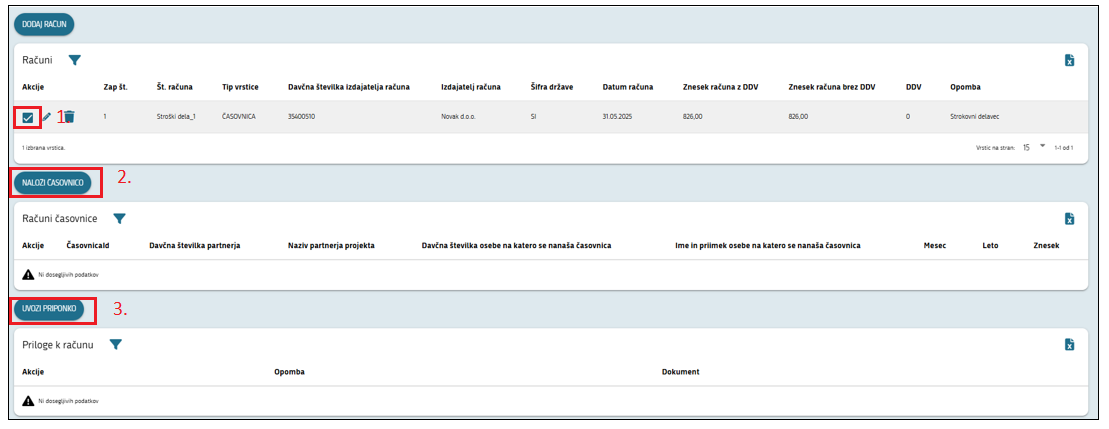 DODAJ RAČUN
Računi
Akcije Zap št. Št. računa Tip vrstice Davčna številka izdajatelja računa Izdajatelj računa Šifra države Datum računa Znesek računa z DDV Znesek računa brez DDV DDV Opomba
1 1 Stroški dela_1 ČASOVNICA 35400510 Novak d.o.o. SI 31.05.2025 826,00 826,00 0 Strokovni delavec
1 izbrana vrstica. Vrstic na stran: 15 1-1 od 1
NALOŽI ČASOVNICO 2.
Računi časovnice
Akcije ČasovnicaId Davčna številka partnerja Naziv partnerja projekta Davčna številka osebe na katero se nanaša časovnica Ime in priimek osebe na katero se nanaša časovnica Mesec Leto Znesek
Ni dosegljivih podatkov
UVOZI PRIPONKO 3.
Priloge k računu
Akcije Opomba Dokument
Ni dosegljivih podatkov